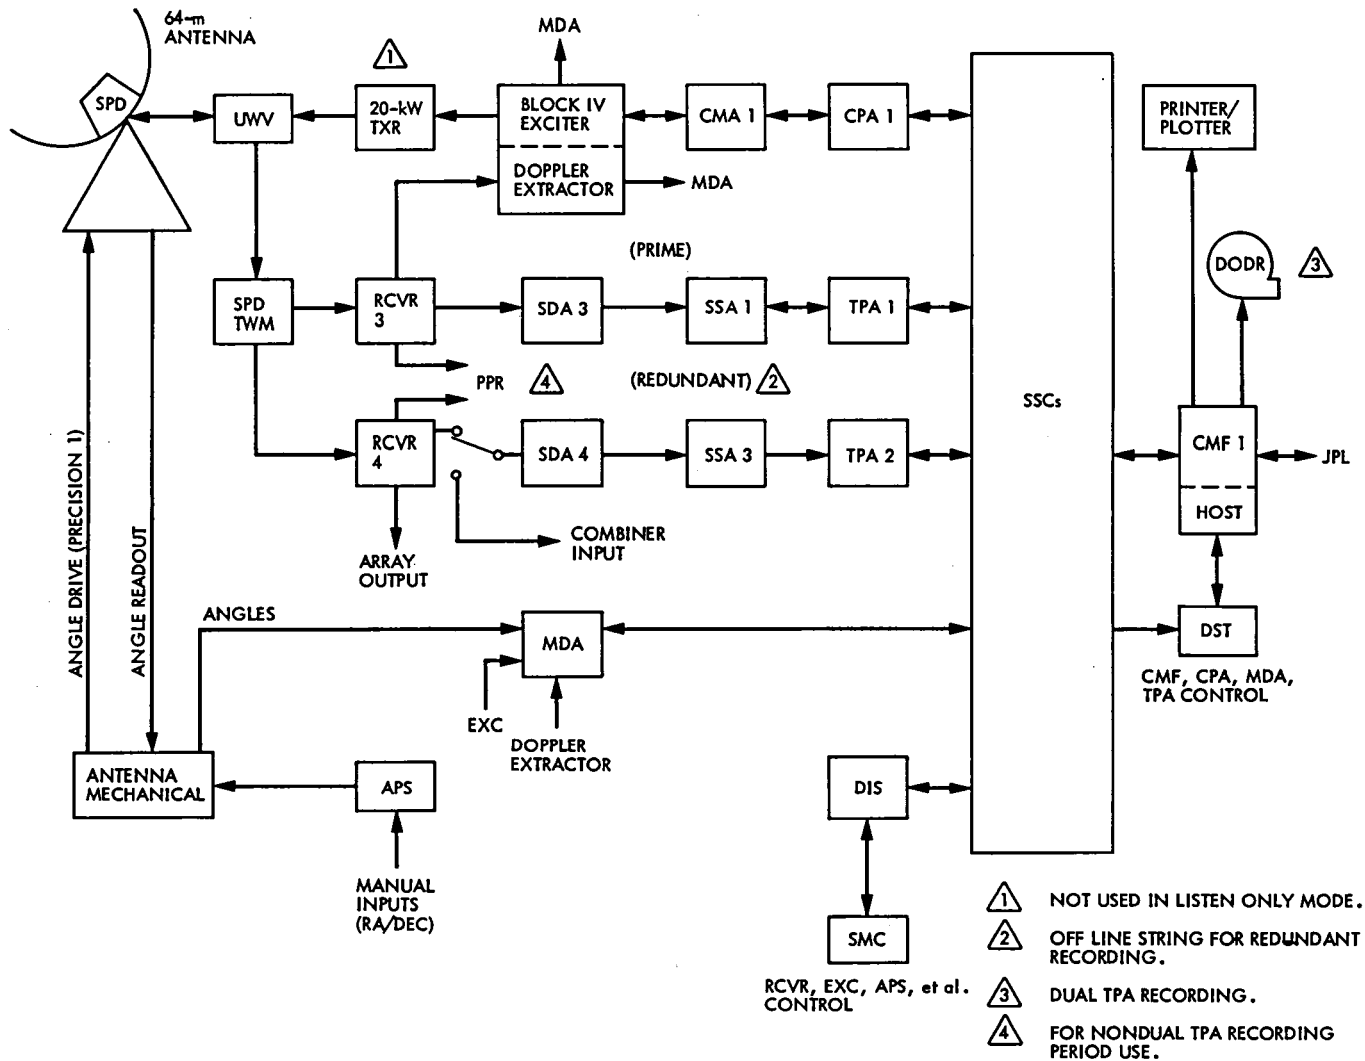 64-m
ANTENNA
SPD
UWV
1
20-kW
TXR
MDA
BLOCK IV
EXCITER
DOPPLER
EXTRACTOR
MDA
CMA 1
CPA 1
SSCs
PRINTER/
PLOTTER
DODR
3
(PRIME)
SPD
TWM
RCVR
3
SDA 3
SSA 1
TPA 1
PPR
4
(REDUNDANT)
2
RCVR
4
SDA 4
SSA 3
TPA 2
CMF 1
HOST
JPL
ARRAY
OUTPUT
COMBINER
INPUT
ANGLE DRIVE (PRECISION 1)
ANGLE READOUT
ANGLES
MDA
EXC
DOPPLER
EXTRACTOR
DST
CMF, CPA, MDA,
TPA CONTROL
ANTENNA
MECHANICAL
APS
MANUAL
INPUTS
(RA/DEC)
DIS
SMC
RCVR, EXC, APS, et al.
CONTROL
1 NOT USED IN LISTEN ONLY MODE.
2 OFF LINE STRING FOR REDUNDANT
RECORDING.
3 DUAL TPA RECORDING.
4 FOR NONDUAL TPA RECORDING
PERIOD USE.